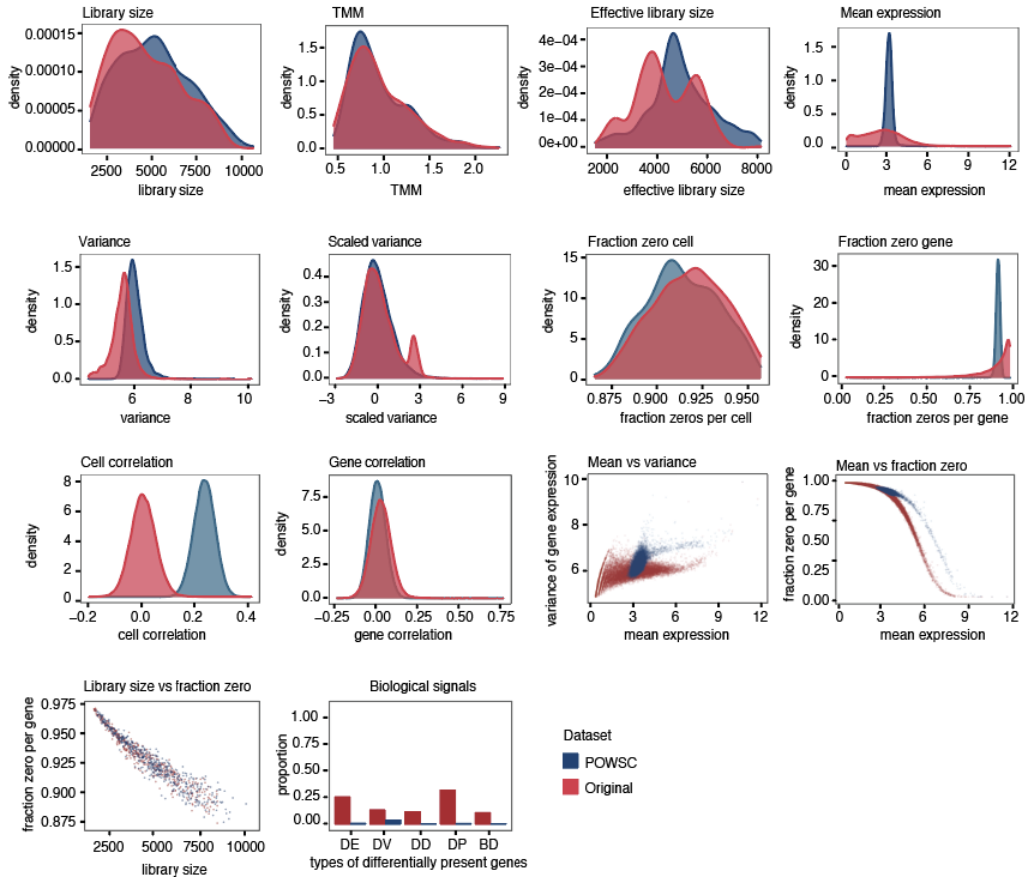 Library size
TMM
Effective library size
Mean expression
0.00015
0.00010
0.00005
0.00000
density
2500 5000 7500 10000
library size
1.5
1.0
0.5
0.0
density
0.5 1.0 1.5 2.0
TMM
4e−04
3e−04
2e−04
1e−04
0e+00
density
4000 6000 8000
effective library size
1.5
1.0
0.5
0.0
density
0 3 6 9 12
mean expression
Variance
Scaled variance
Fraction zero cell
Fraction zero gene
1.5
1.0
0.5
0.0
density
6 8 10
variance
0.4
0.3
0.2
0.1
0.0
density
−3 0 3 6 9
scaled variance
15
10
5
0
density
0.875 0.900 0.925 0.950
fraction zeros per cell
30
20
10
0
density
0.00 0.25 0.50 0.75 1.00
fraction zeros per gene
Cell correlation
Gene correlation
Mean vs variance
Mean vs fraction zero
8
6
4
2
0
density
−0.2 0.0 0.2 0.4
cell correlation
7.5
5.0
2.5
0.0
density
−0.25 0.00 0.25 0.50 0.75
gene correlation
10
8
6
variance of gene expression
0 3 6 9 12
mean expression
1.00
0.75
0.50
0.25
0.00
fraction zero per gene
0 3 6 9 12
mean expression
Library size vs fraction zero
Biological signals
0.975
0.950
0.925
0.900
0.875
fraction zero per gene
2500 5000 7500 10000
library size
1.00
0.75
0.50
0.25
0.00
proportion
DE DV DD DP BD
types of differentially present genes
Dataset
POWSC
Original